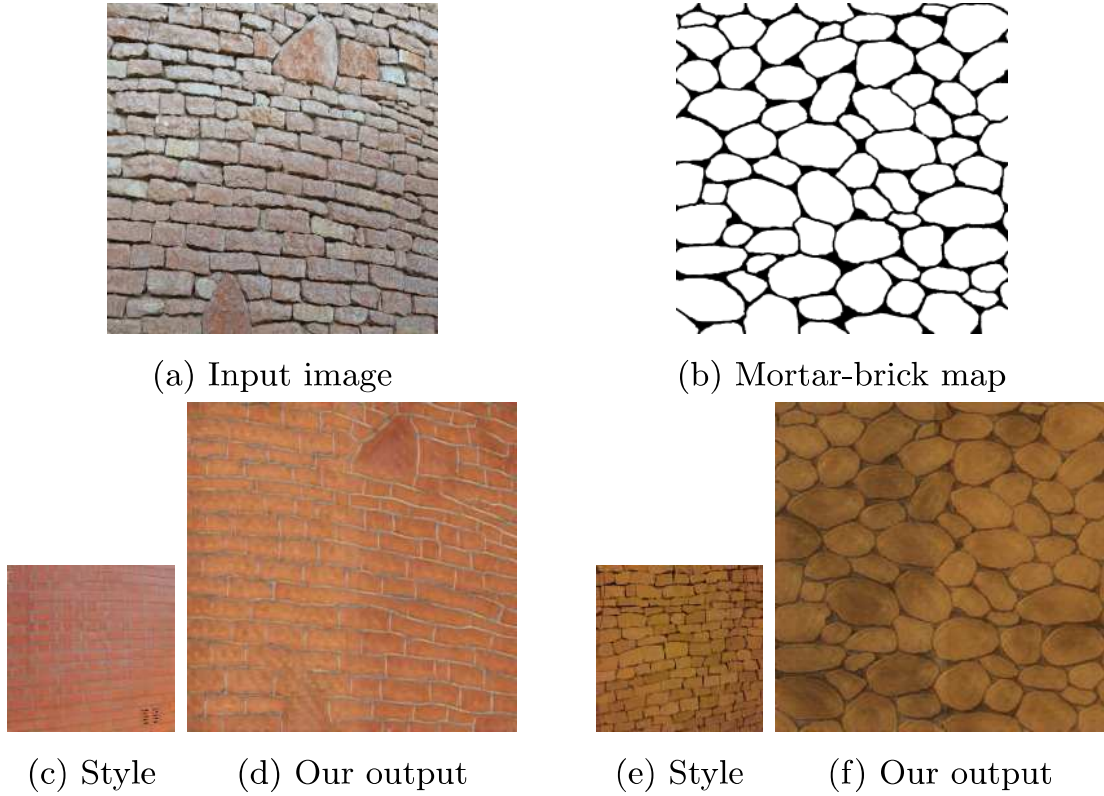 (a) Input image
(b) Mortar-brick map
(c) Style
(d) Our output
(e) Style
(f) Our output